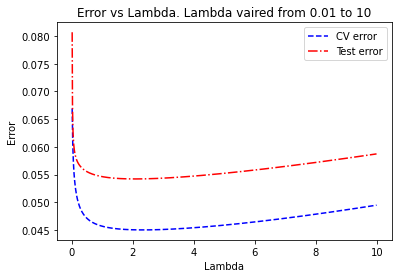 Error vs Lambda. Lambda vaired from 0.01 to 10
CV error
Test error
0.080
0.075
0.070
0.065
0.060
0.055
0.050
0.045
Error
0 2 4 6 8 10
Lambda